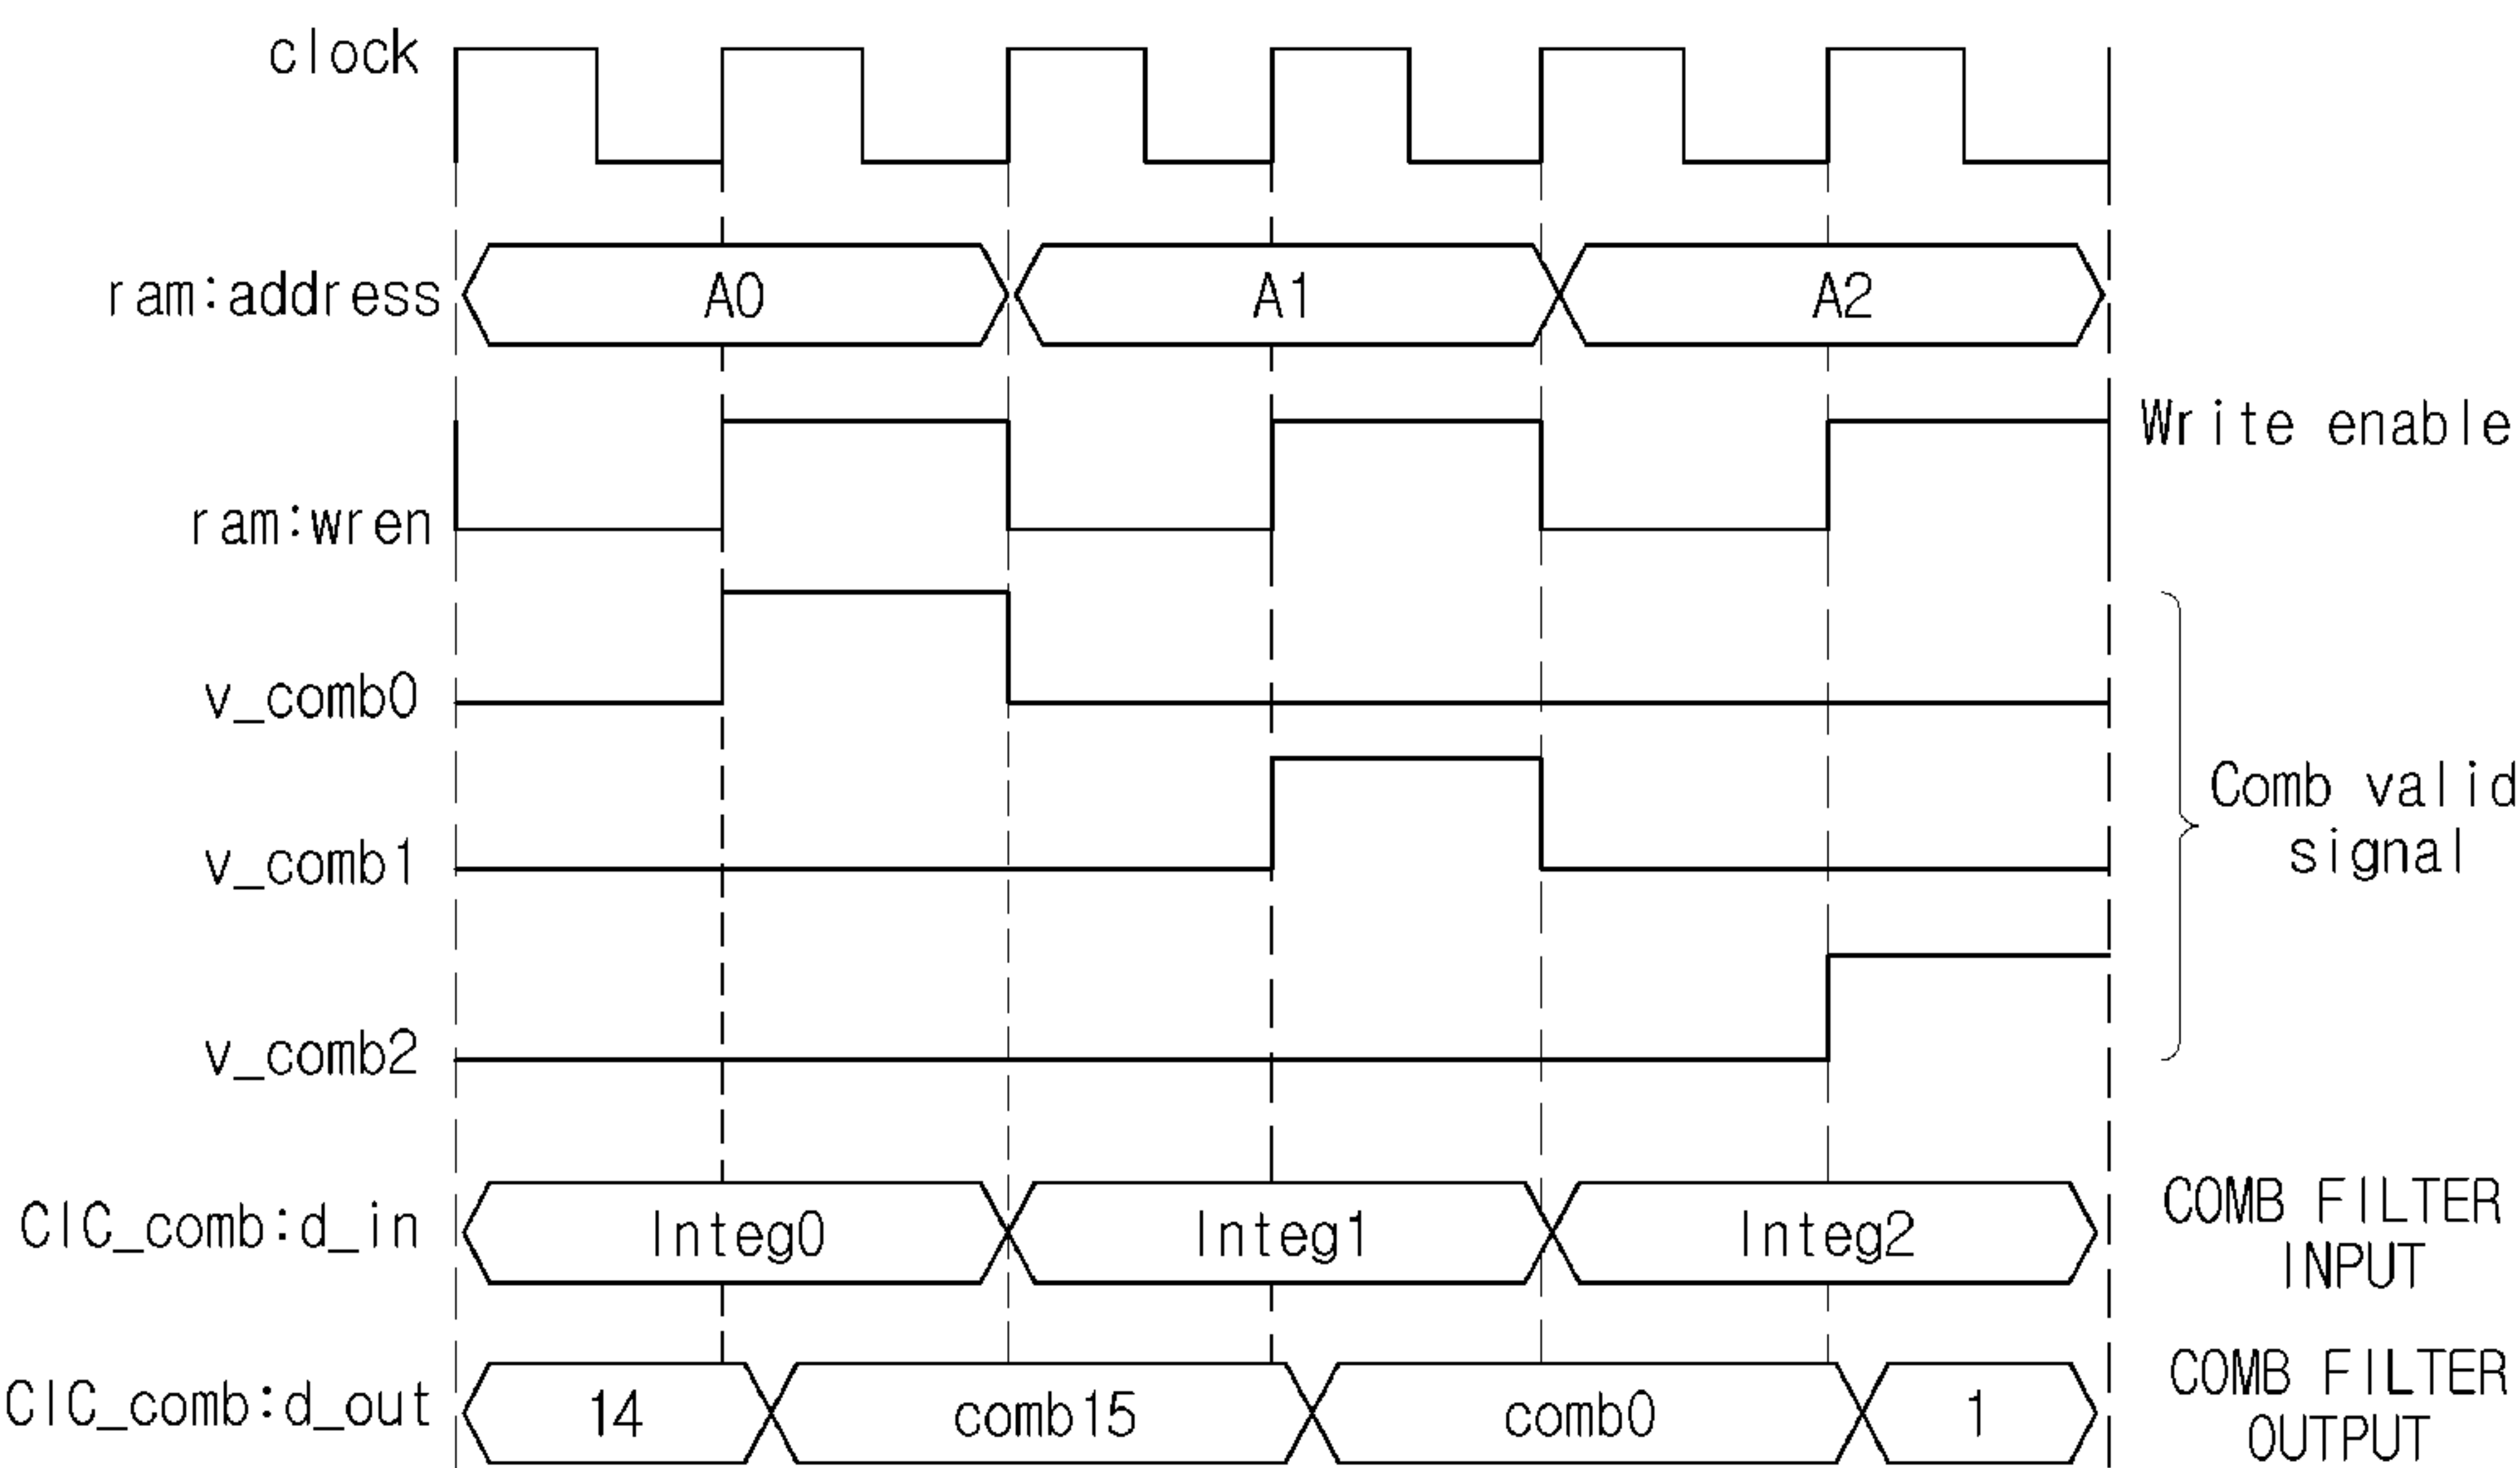 clock
ram:address
A0
A1
A2
Write enable
ram:wren
v_comb0
v_comb1
Comb valid
signal
v_comb2
CIC_comb:d_in
Integ0
Integ1
Integ2
COMB FILTER
INPUT
CIC_comb:d_out
14
comb15
comb0
1
COMB FILTER
OUTPUT